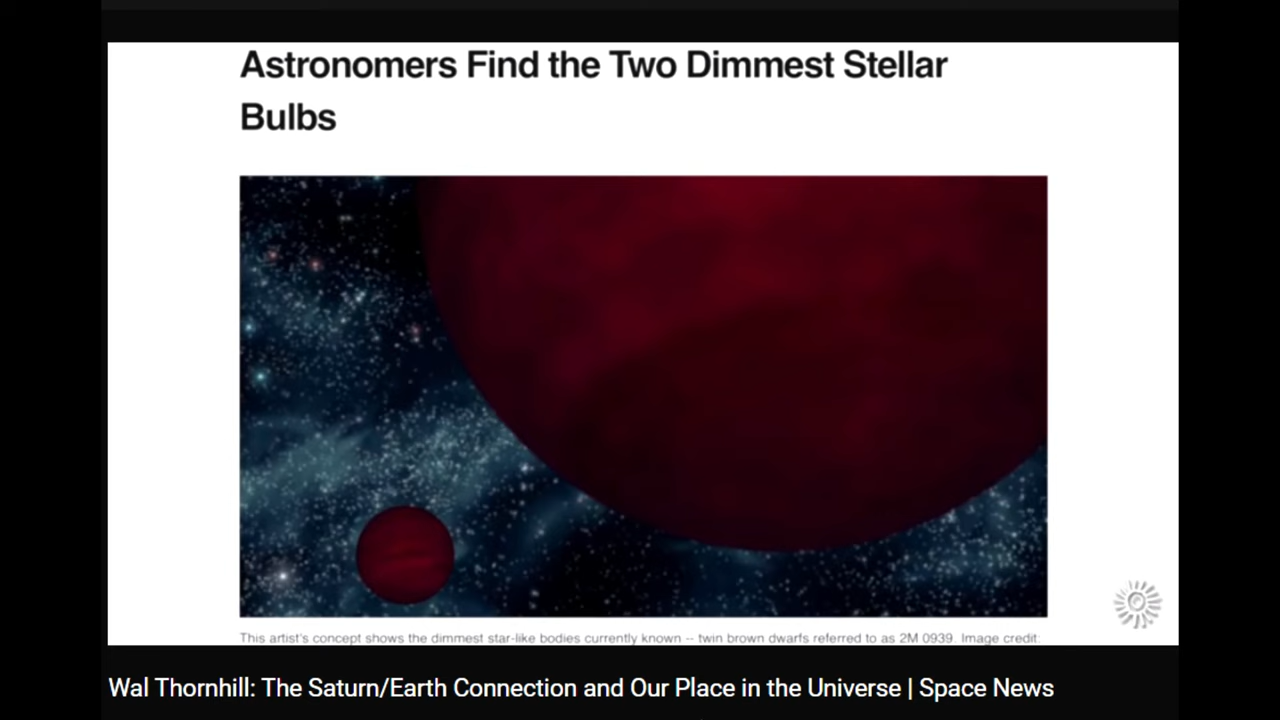 Astronomers Find the Two Dimmest Stellar
Bulbs
This artist's concept shows the dimmest star-like bodies currently known -- twin brown dwarfs referred to as 2M 0939. Image credit:
Wal Thornhill: The Saturn/Earth Connection and Our Place in the Universe | Space News